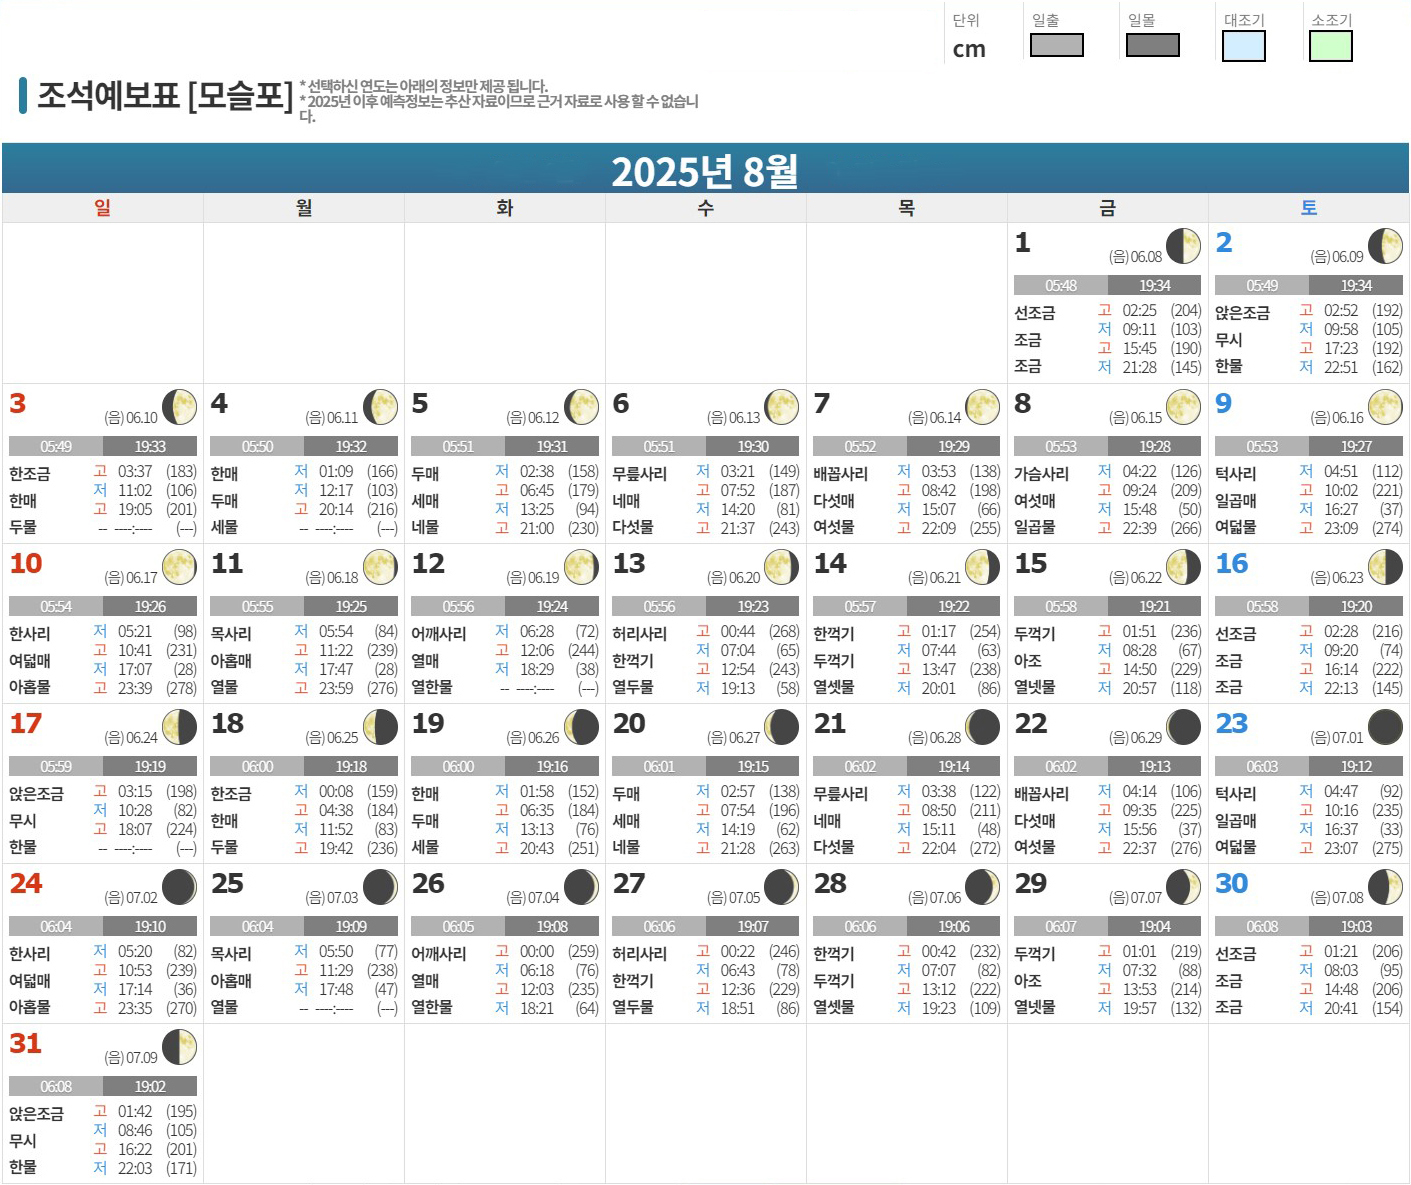 단위 일출 일몰 대조기 소조기
cm
조석예보표 [모슬포]
* 선택하신 연도는 아래의 정보만 제공 됩니다.
* 2025년 이후 예측정보는 추산 자료이므로 근거 자료로 사용 할 수 없습니
다.
2025년 8월
일 월 화 수 목 금 토
1 (음) 06.08
05:48 19:34
선조금
조금
조금
고 02:25 (204)
저 09:11 (103)
고 15:45 (190)
저 21:28 (145)
2 (음) 06.09
05:49 19:34
앉은조금
무시
한물
고 02:52 (192)
저 09:58 (105)
고 17:23 (192)
저 22:51 (162)
3 (음) 06.10
05:49 19:33
한조금
한매
두물
고 03:37 (183)
저 11:02 (106)
고 19:05 (201)
-- ----:---- (---)
4 (음) 06.11
05:50 19:32
한매
두매
세물
저 01:09 (166)
저 12:17 (103)
고 20:14 (216)
-- ----:---- (---)
5 (음) 06.12
05:51 19:31
두매
세매
네물
저 02:38 (158)
고 06:45 (179)
저 13:25 (94)
고 21:00 (230)
6 (음) 06.13
05:51 19:30
무릎사리
네매
다섯물
저 03:21 (149)
고 07:52 (187)
저 14:20 (81)
고 21:37 (243)
7 (음) 06.14
05:52 19:29
배꼽사리
다섯매
여섯물
저 03:53 (138)
고 08:42 (198)
저 15:07 (66)
고 22:09 (255)
8 (음) 06.15
05:53 19:28
가슴사리
여섯매
일곱물
저 04:22 (126)
고 09:24 (209)
저 15:48 (50)
고 22:39 (266)
9 (음) 06.16
05:53 19:27
턱사리
일곱매
여덟물
저 04:51 (112)
고 10:02 (221)
저 16:27 (37)
고 23:09 (274)
10 (음) 06.17
05:54 19:26
한사리
여덟매
아홉물
저 05:21 (98)
고 10:41 (231)
저 17:07 (28)
고 23:39 (278)
11 (음) 06.18
05:55 19:25
목사리
아홉매
열물
저 05:54 (84)
고 11:22 (239)
저 17:47 (28)
고 23:59 (276)
12 (음) 06.19
05:56 19:24
어깨사리
열매
열한물
저 06:28 (72)
고 12:06 (244)
저 18:29 (38)
-- ----:---- (---)
13 (음) 06.20
05:56 19:23
허리사리
한꺽기
열두물
고 00:44 (268)
저 07:04 (65)
고 12:54 (243)
저 19:13 (58)
14 (음) 06.21
05:57 19:22
한꺽기
두꺽기
열셋물
고 01:17 (254)
저 07:44 (63)
고 13:47 (238)
저 20:01 (86)
15 (음) 06.22
05:58 19:21
두꺽기
아조
열넷물
고 01:51 (236)
저 08:28 (67)
고 14:50 (229)
저 20:57 (118)
16 (음) 06.23
05:58 19:20
선조금
조금
조금
고 02:28 (216)
저 09:20 (74)
고 16:14 (222)
저 22:13 (145)
17 (음) 06.24
05:59 19:19
앉은조금
무시
한물
고 03:15 (198)
저 10:28 (82)
고 18:07 (224)
-- ----:---- (---)
18 (음) 06.25
06:00 19:18
한조금
한매
두물
저 00:08 (159)
고 04:38 (184)
저 11:52 (83)
고 19:42 (236)
19 (음) 06.26
06:00 19:16
한매
두매
세물
저 01:58 (152)
고 06:35 (184)
저 13:13 (76)
고 20:43 (251)
20 (음) 06.27
06:01 19:15
두매
세매
네물
저 02:57 (138)
고 07:54 (196)
저 14:19 (62)
고 21:28 (263)
21 (음) 06.28
06:02 19:14
무릎사리
네매
다섯물
저 03:38 (122)
고 08:50 (211)
저 15:11 (48)
고 22:04 (272)
22 (음) 06.29
06:02 19:13
배꼽사리
다섯매
여섯물
저 04:14 (106)
고 09:35 (225)
저 15:56 (37)
고 22:37 (276)
23 (음) 07.01
06:03 19:12
턱사리
일곱매
여덟물
저 04:47 (92)
고 10:16 (235)
저 16:37 (33)
고 23:07 (275)
24 (음) 07.02
06:04 19:10
한사리
여덟매
아홉물
저 05:20 (82)
고 10:53 (239)
저 17:14 (36)
고 23:35 (270)
25 (음) 07.03
06:04 19:09
목사리
아홉매
열물
저 05:50 (77)
고 11:29 (238)
저 17:48 (47)
-- ----:---- (---)
26 (음) 07.04
06:05 19:08
어깨사리
열매
열한물
고 00:00 (259)
저 06:18 (76)
고 12:03 (235)
저 18:21 (64)
27 (음) 07.05
06:06 19:07
허리사리
한꺽기
열두물
고 00:22 (246)
저 06:43 (78)
고 12:36 (229)
저 18:51 (86)
28 (음) 07.06
06:06 19:06
한꺽기
두꺽기
열셋물
고 00:42 (232)
저 07:07 (82)
고 13:12 (222)
저 19:23 (109)
29 (음) 07.07
06:07 19:04
두꺽기
아조
열넷물
고 01:01 (219)
저 07:32 (88)
고 13:53 (214)
저 19:57 (132)
30 (음) 07.08
06:08 19:03
선조금
조금
조금
고 01:21 (206)
저 08:03 (95)
고 14:48 (206)
저 20:41 (154)
31 (음) 07.09
06:08 19:02
앉은조금
무시
한물
고 01:42 (195)
저 08:46 (105)
고 16:22 (201)
저 22:03 (171)